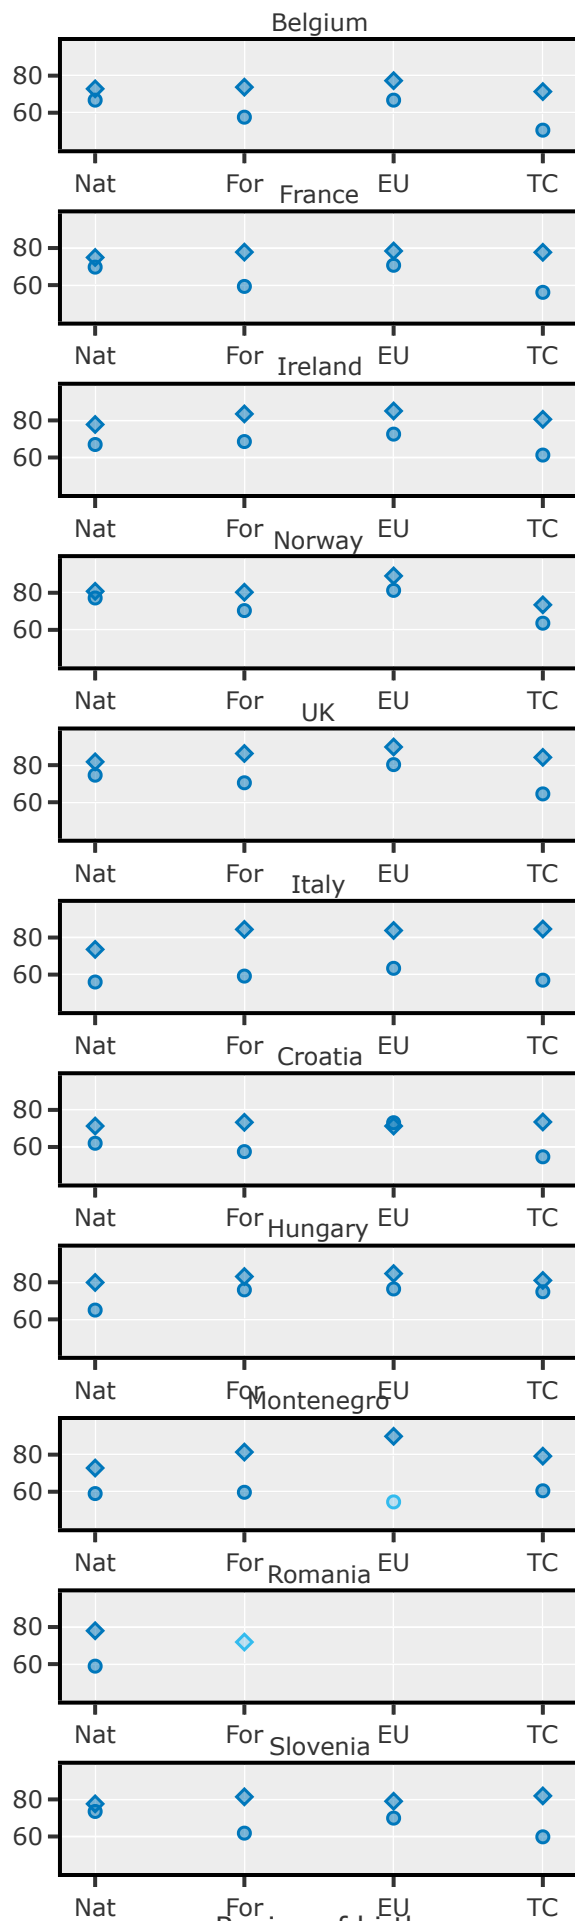 Belgium
80
60
Nat For EU TC
France
80
60
Nat For EU TC
Ireland
80
60
Nat For EU TC
Norway
80
60
Nat For EU TC
UK
80
60
Nat For EU TC
Italy
80
60
Nat For EU TC
Croatia
80
60
Nat For EU TC
Hungary
80
60
Nat For EU TC
Montenegro
80
60
Nat For EU TC
Romania
80
60
Nat For EU TC
Slovenia
80
60
Nat For EU TC